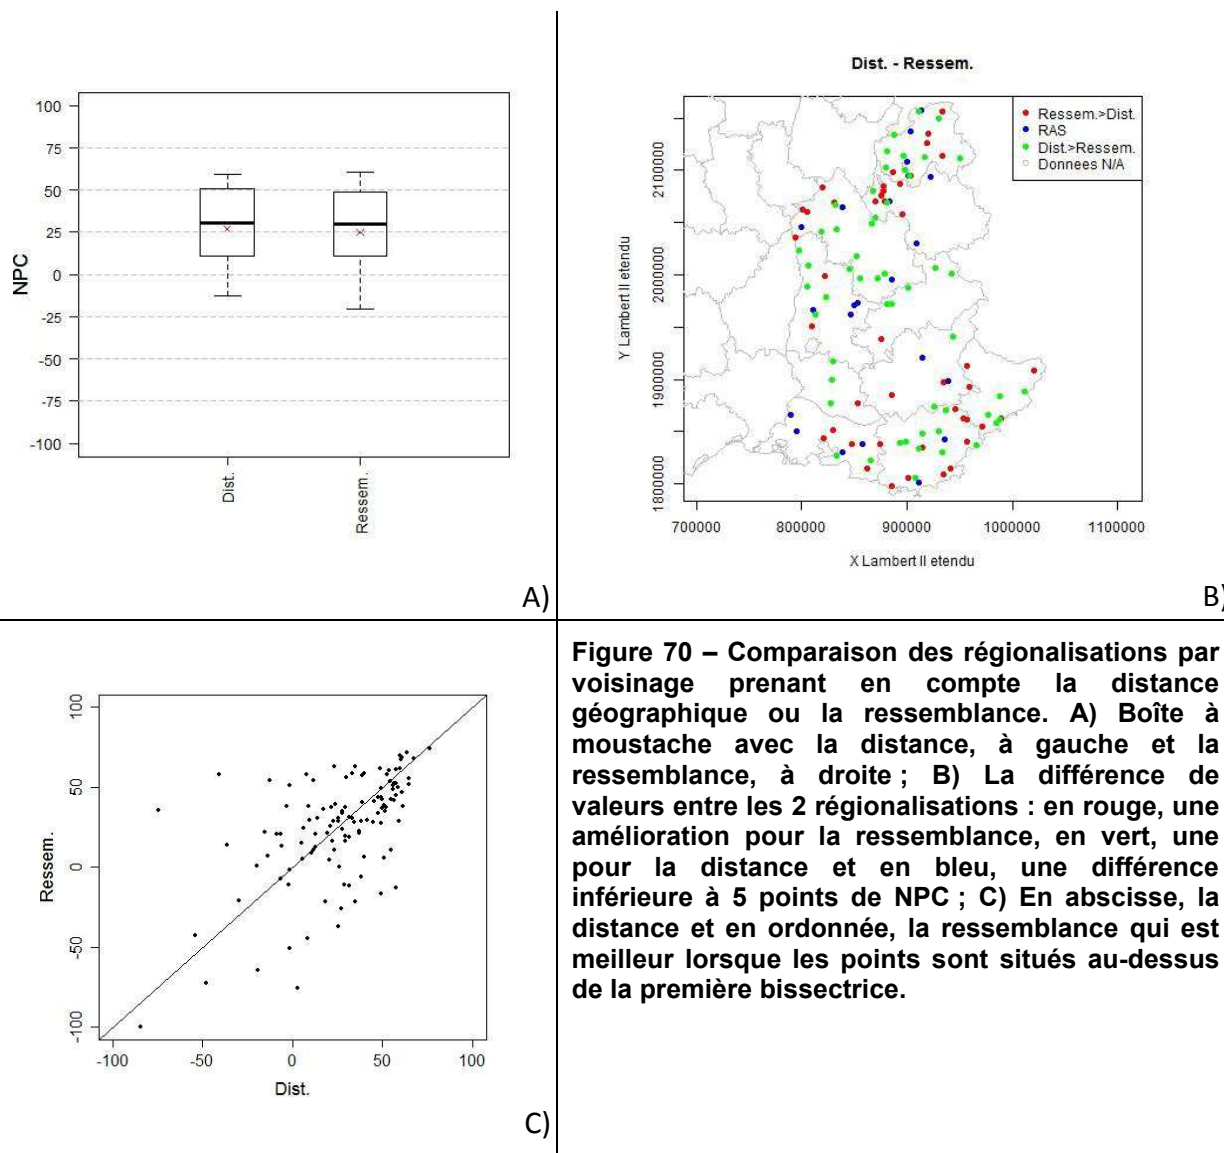 100
75
50
25
0
-25
-50
-75
-100
NPC
Dist.
Ressem.
A)
Dist. - Ressem.
Ressem.>Dist.
RAS
Dist.>Ressem.
Donnees N/A
Y Lambert II etendu
2100000
2000000
1900000
1800000
700000
800000
900000
1000000
1100000
X Lambert II etendu
B)
Ressem.
100
50
0
-50
-100
-100
-50
0
50
100
Dist.
C)
Figure 70 – Comparaison des régionalisations par
voisinage prenant en compte la distance
géographique ou la ressemblance. A) Boîte à
moustache avec la distance, à gauche et la
ressemblance, à droite ; B) La différence de
valeurs entre les 2 régionalisations : en rouge, une
amélioration pour la ressemblance, en vert, une
pour la distance et en bleu, une différence
inférieure à 5 points de NPC ; C) En abscisse, la
distance et en ordonnée, la ressemblance qui est
meilleur lorsque les points sont situés au-dessus
de la première bissectrice.